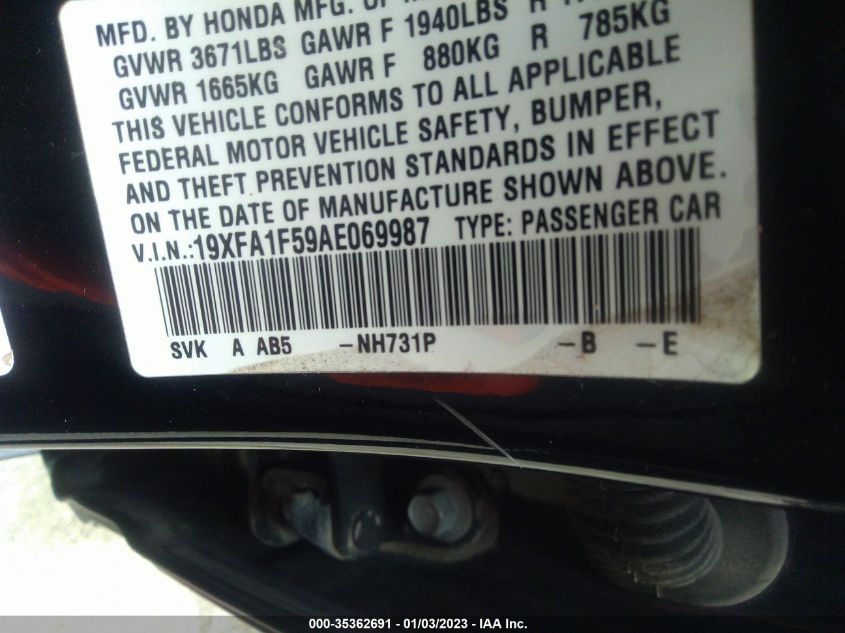 MFD. BY HONDA MFG. OF
GVWR 3671LBS GAWR F 1940LBS R
GVWR 1665KG GAWR F 880KG R 785KG
THIS VEHICLE CONFORMS TO ALL APPLICABLE
FEDERAL MOTOR VEHICLE SAFETY, BUMPER,
AND THEFT PREVENTION STANDARDS IN EFFECT
ON THE DATE OF MANUFACTURE SHOWN ABOVE.
V.I.N.:19XFA1F59AE069987 TYPE: PASSENGER CAR
SVK A AB5 -NH731P -B -E
000-35362691 - 01/03/2023 - IAA Inc.